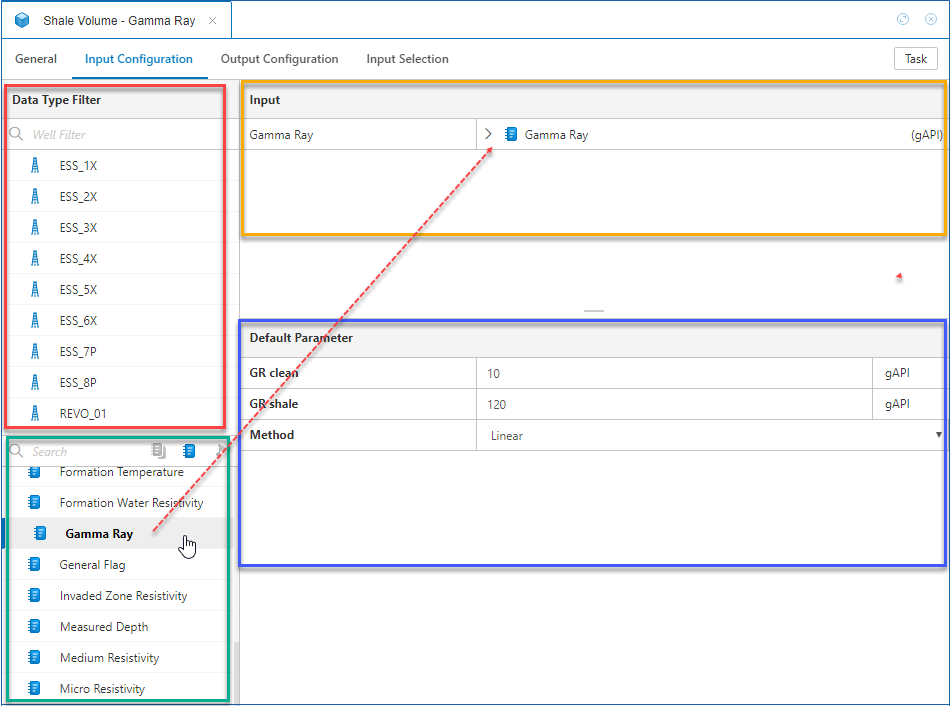 Shale Volume - Gamma Ray
General Input Configuration Output Configuration Input Selection Task
Data Type Filter
Well Filter
ESS_1X
ESS_2X
ESS_3X
ESS_4X
ESS_5X
ESS_6X
ESS_7P
ESS_8P
REVO_01
Search
Formation Temperature
Formation Water Resistivity
Gamma Ray
General Flag
Invaded Zone Resistivity
Measured Depth
Medium Resistivity
Micro Resistivity
Input
Gamma Ray Gamma Ray (gAPI)
Default Parameter
GR clean 10 gAPI
GR shale 120 gAPI
Method Linear